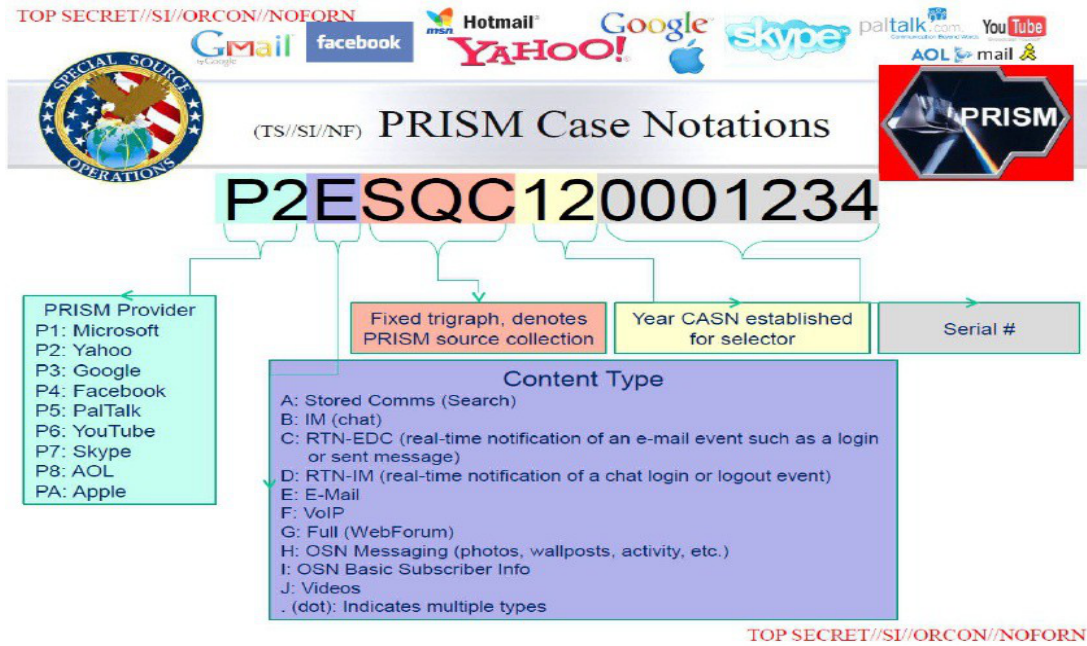 TOP SECRET//SI//ORCON//NOFORN
Gmail
by Google
facebook
msn
Hotmail
YAHOO!
Google
skype
paltalk.com
Communication Beyond Words
YouTube
AOL mail
SPECIAL SOURCE OPERATIONS
(TS//SI//NF) PRISM Case Notations
PRISM
P2ESQC120001234
PRISM Provider
P1: Microsoft
P2: Yahoo
P3: Google
P4: Facebook
P5: PalTalk
P6: YouTube
P7: Skype
P8: AOL
PA: Apple
Fixed trigraph, denotes
PRISM source collection
Year CASN established
for selector
Serial #
Content Type
A: Stored Comms (Search)
B: IM (chat)
C: RTN-EDC (real-time notification of an e-mail event such as a login
or sent message)
D: RTN-IM (real-time notification of a chat login or logout event)
E: E-Mail
F: VoIP
G: Full (WebForum)
H: OSN Messaging (photos, wallposts, activity, etc.)
I: OSN Basic Subscriber Info
J: Videos
. (dot): Indicates multiple types
TOP SECRET//SI//ORCON//NOFORN